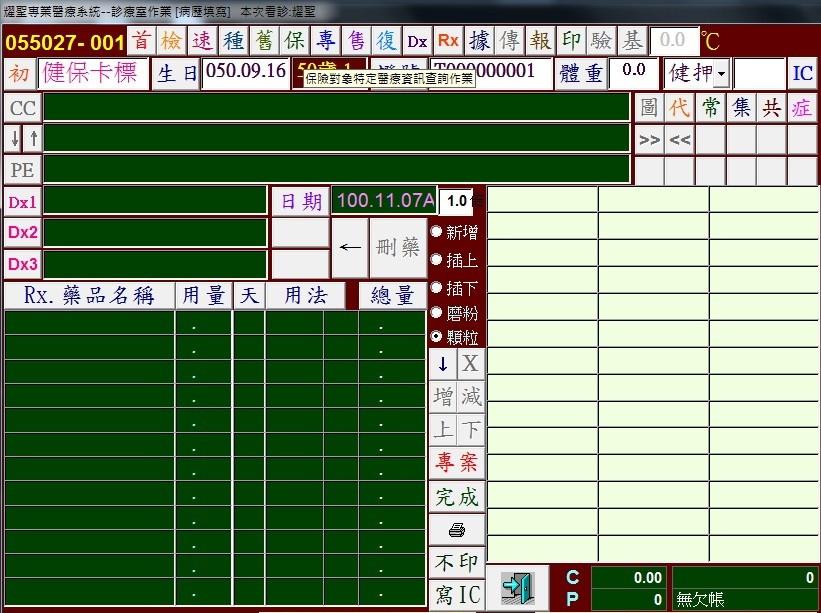 耀聖專業醫療系統--診療室作業 [病歷填寫] 本次看診:耀聖
055027- 001 首 檢 速 種 舊 保 專 售 復 Dx Rx 據 傳 報 印 驗 基 0.0 ℃
初 健保卡標 生日 050.09.16 50歲 1 T000000001 體重 0.0 健押 IC
保險對象特定醫療資訊查詢作業
CC 圖 代 常 集 共 症
↓ ↑ >> <<
PE
Dx1 日期 100.11.07A 1.0
Dx2 ← 刪藥 新增
Dx3 插上
Rx. 藥品名稱 用量 天 用法 總量 插下
磨粉
顆粒
↓ X
增 減
上 下
專案
完成
不印
寫IC
C 0.00 0
P 0 無欠帳